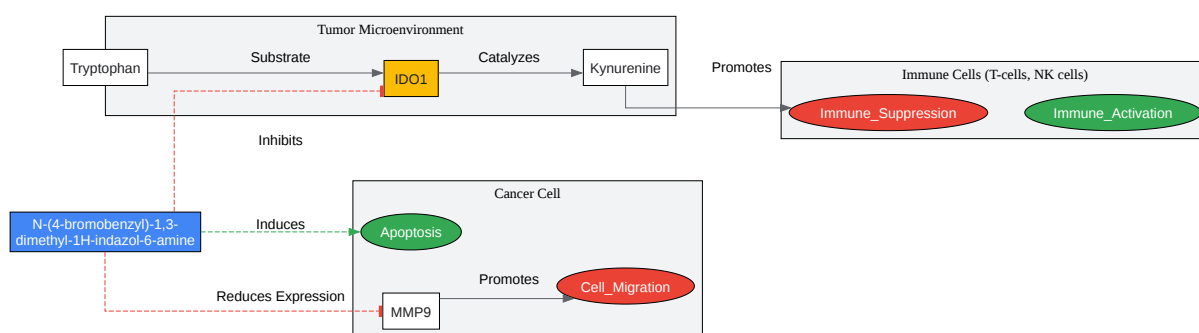 Tumor Microenvironment
Tryptophan
Substrate
IDO1
Catalyzes
Kynurenine
Promotes
Immune Cells (T-cells, NK cells)
Immune_Suppression
Immune_Activation
Inhibits
Cancer Cell
N-(4-bromobenzyl)-1,3-
dimethyl-1H-indazol-6-amine
Induces
Apoptosis
Reduces Expression
MMP9
Promotes
Cell_Migration